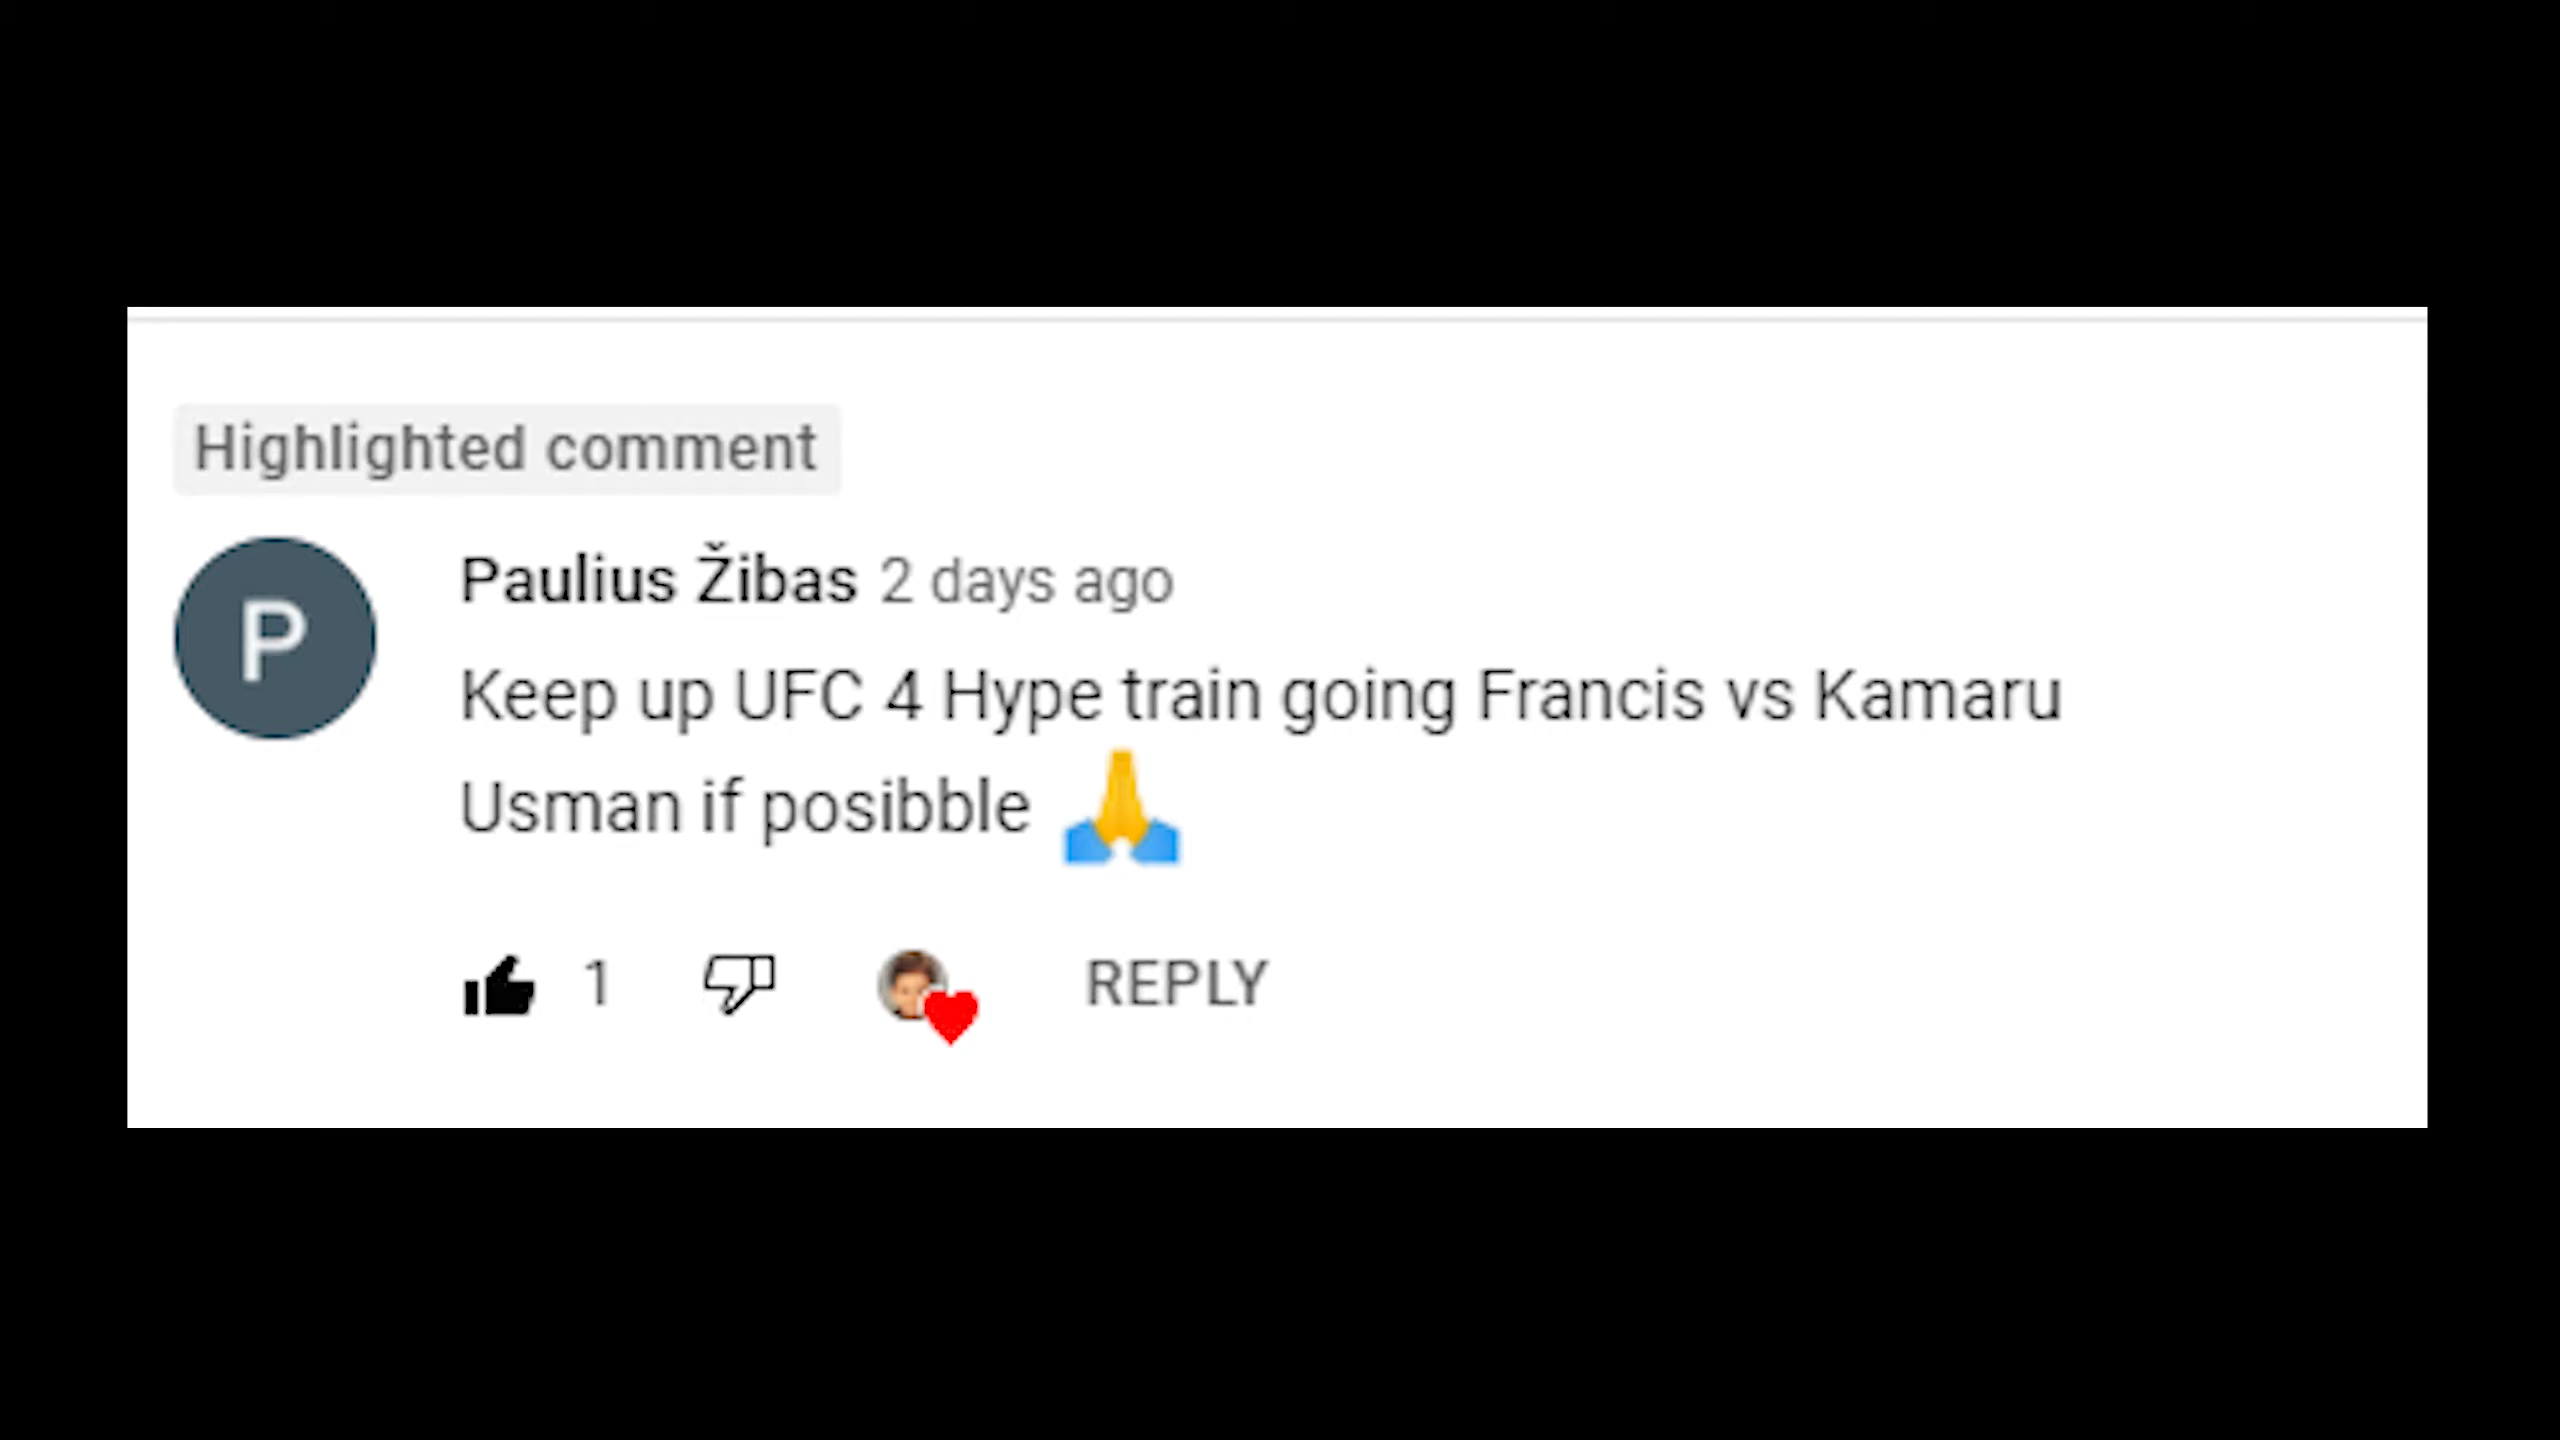 Highlighted comment
P
Paulius Žibas 2 days ago
Keep up UFC 4 Hype train going Francis vs Kamaru
Usman if posibble 🙏
1 REPLY